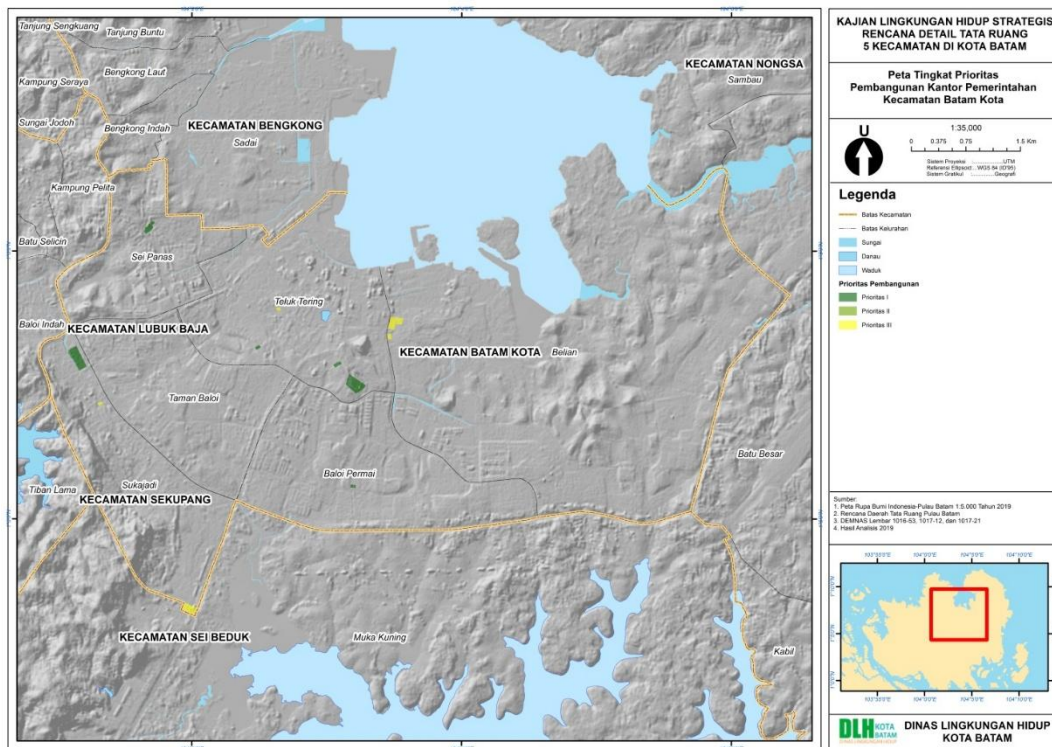 KAJIAN LINGKUNGAN HIDUP STRATEGIS
RENCANA DETAIL TATA RUANG
5 KECAMATAN DI KOTA BATAM
Peta Tingkat Prioritas
Pembangunan Kantor Pemerintahan
Kecamatan Batam Kota
U
1:35,000
0 0.375 0.75 1.5 Km
Sistem Proyeksi :..............UTM
Sistem Gratikul :..............Geografi
Legenda
Batas Kecamatan
Batas Kelurahan
Sungai
Danau
Waduk
Prioritas Pembangunan
Prioritas I
Prioritas II
Prioritas III
Sumber:
1. Peta Rupa Bumi Indonesia-Pulau Batam 1:5.000 Tahun 2019
2. Rencana Daerah Tata Ruang Pulau Batam
3. DEMNAS Lembar 1016-53, 1017-12, dan 1017-21
4. Hasil Analisis 2019
DLH KOTA BATAM
DINAS LINGKUNGAN HIDUP
KOTA BATAM
Tanjung Sengkuang
Tanjung Buntu
Bengkong Laut
KECAMATAN NONGSA
Sambau
Kampung Seraya
Sungai Jodoh
Bengkong Indah
KECAMATAN BENGKONG
Sadai
Kampung Pelita
Batu Selicin
Sei Panas
Teluk Tering
Baloi Indah
KECAMATAN LUBUK BAJA
KECAMATAN BATAM KOTA
Belian
Taman Baloi
Batu Besar
Baloi Permai
Tiban Lama
Sukajadi
KECAMATAN SEKUPANG
KECAMATAN SEI BEDUK
Muka Kuning
Kabil